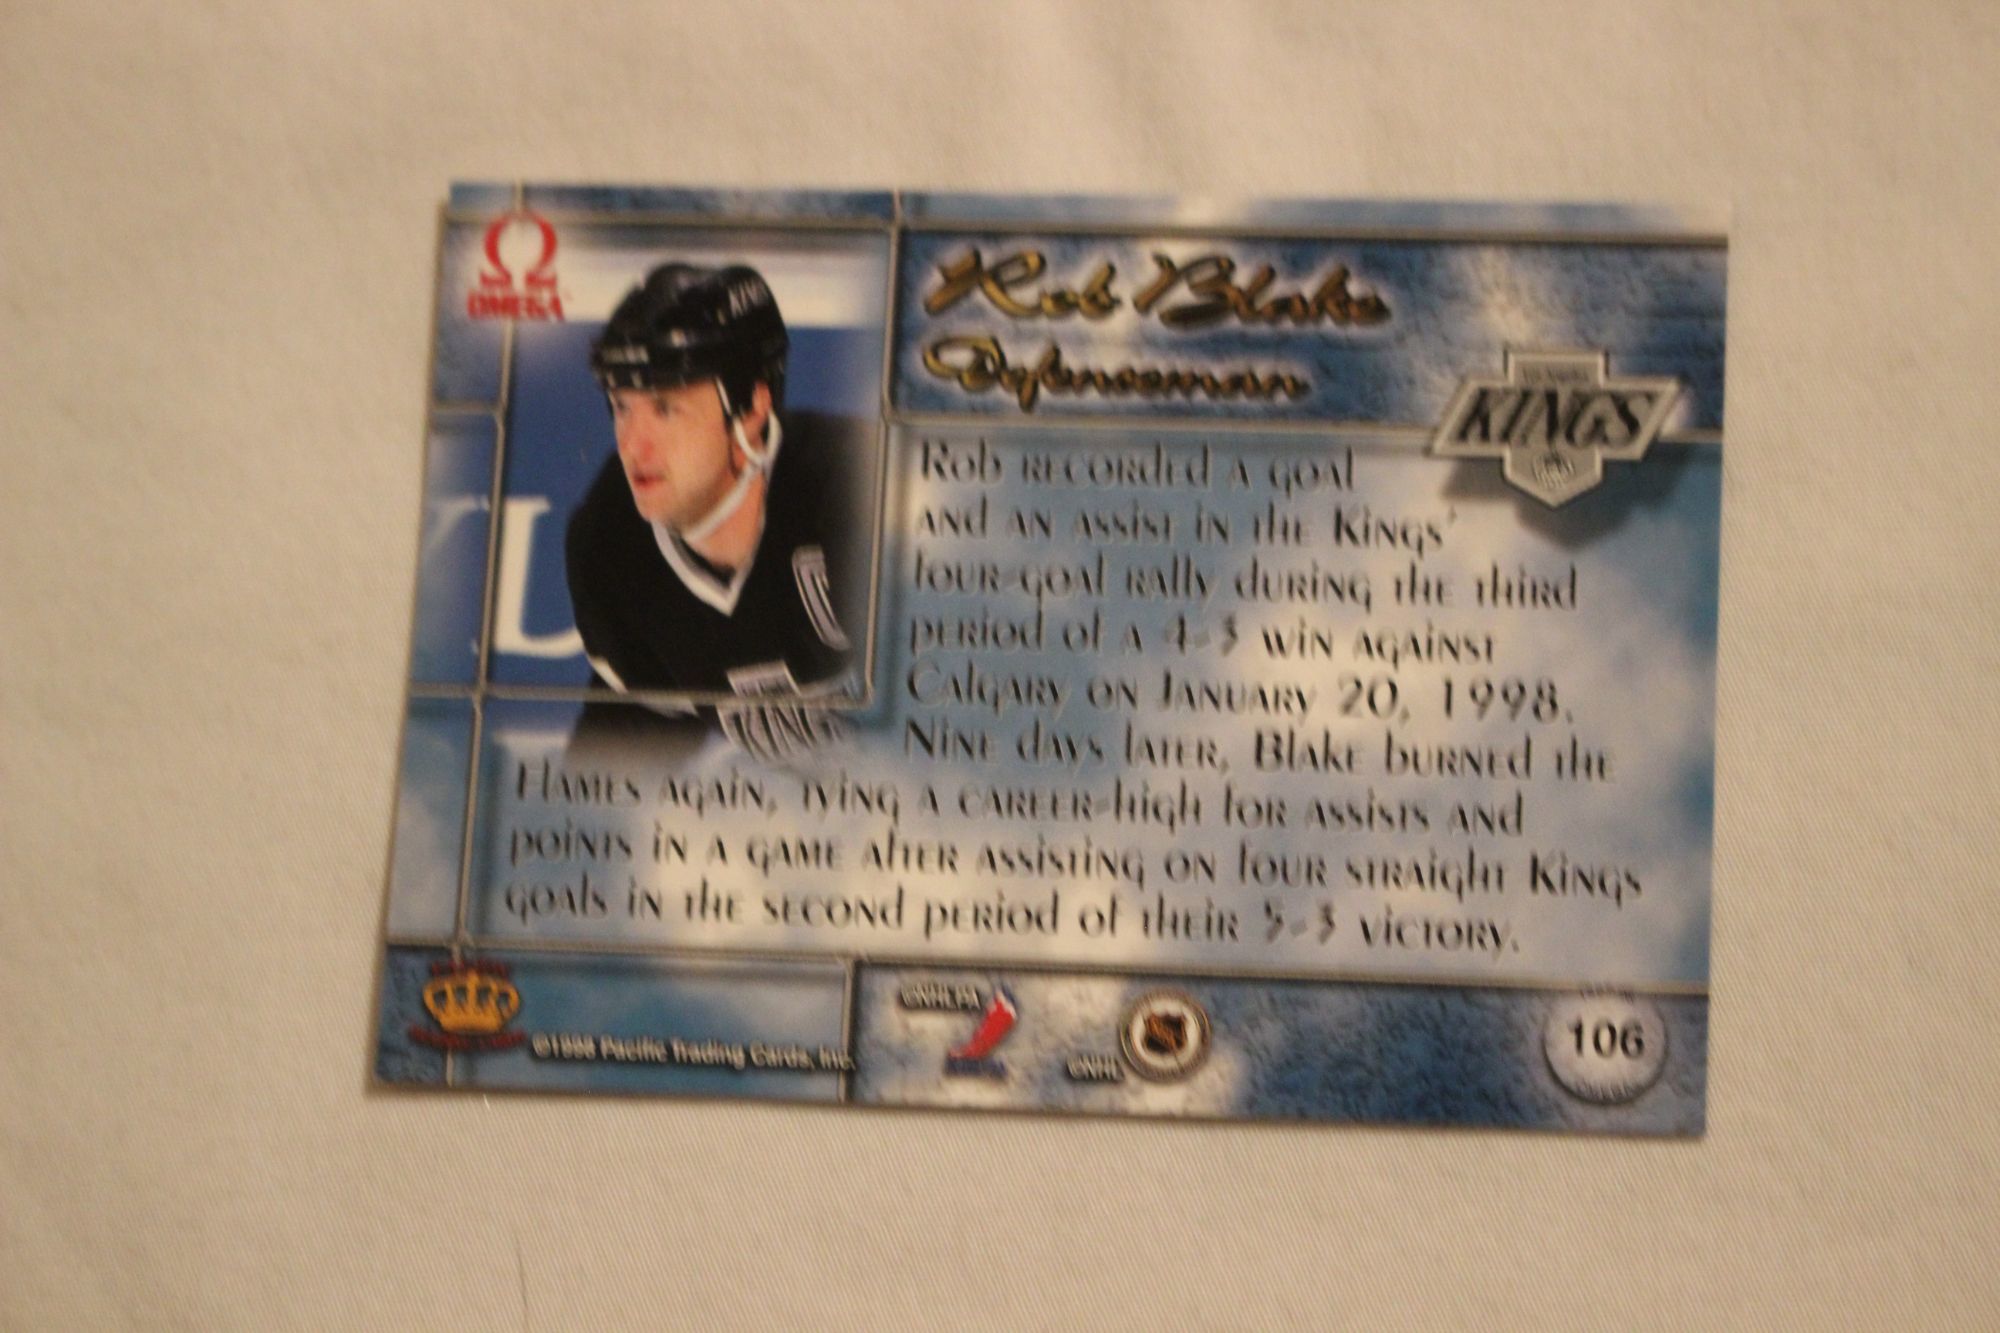 Ω
OMEGA
Rob Blake
Defenseman
KINGS
Rob recorded a goal
and an assist in the Kings'
four-goal rally during the third
period of a 4-3 win against
Calgary on January 20, 1998.
Nine days later, Blake burned the
Flames again, tying a career-high for assists and
points in a game after assisting on four straight Kings
goals in the second period of their 5-3 victory.
KINGS
©1998 Pacific Trading Cards, Inc.
©NHLPA
©NHL
106